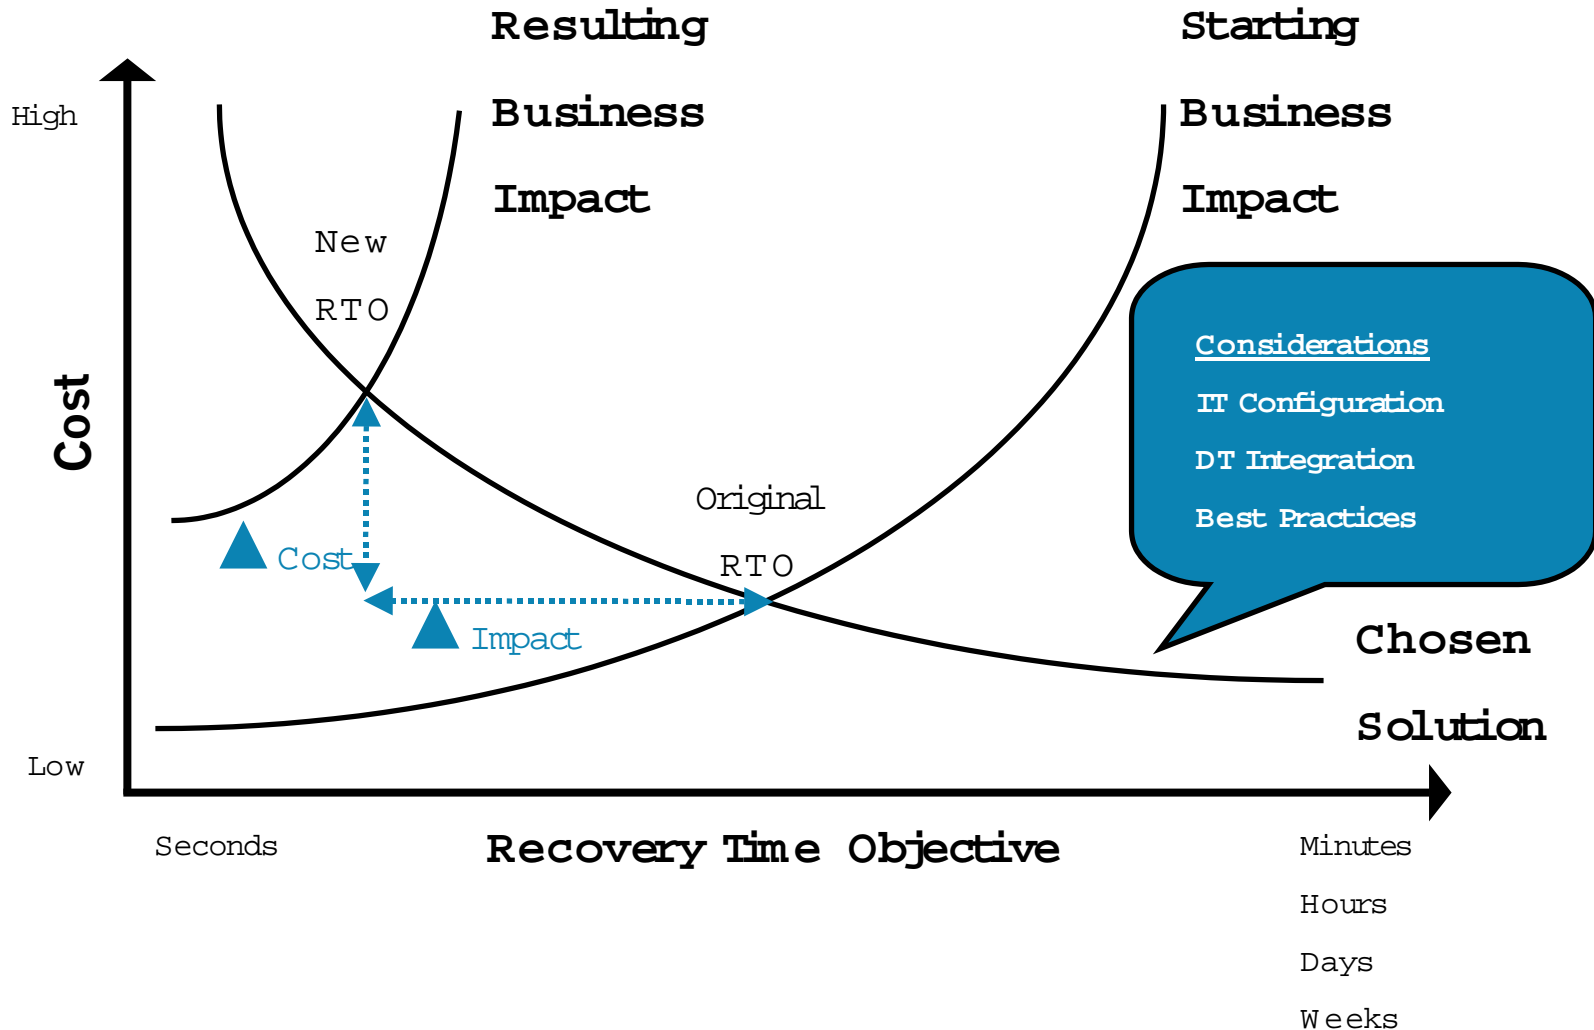 Resulting
Business
Impact
Starting
Business
Impact
High
New
RTO
Considerations
IT Configuration
DT Integration
Best Practices
Cost
Original
RTO
Cost
Impact
Chosen
Solution
Low
Seconds
Recovery Time Objective
Minutes
Hours
Days
Weeks